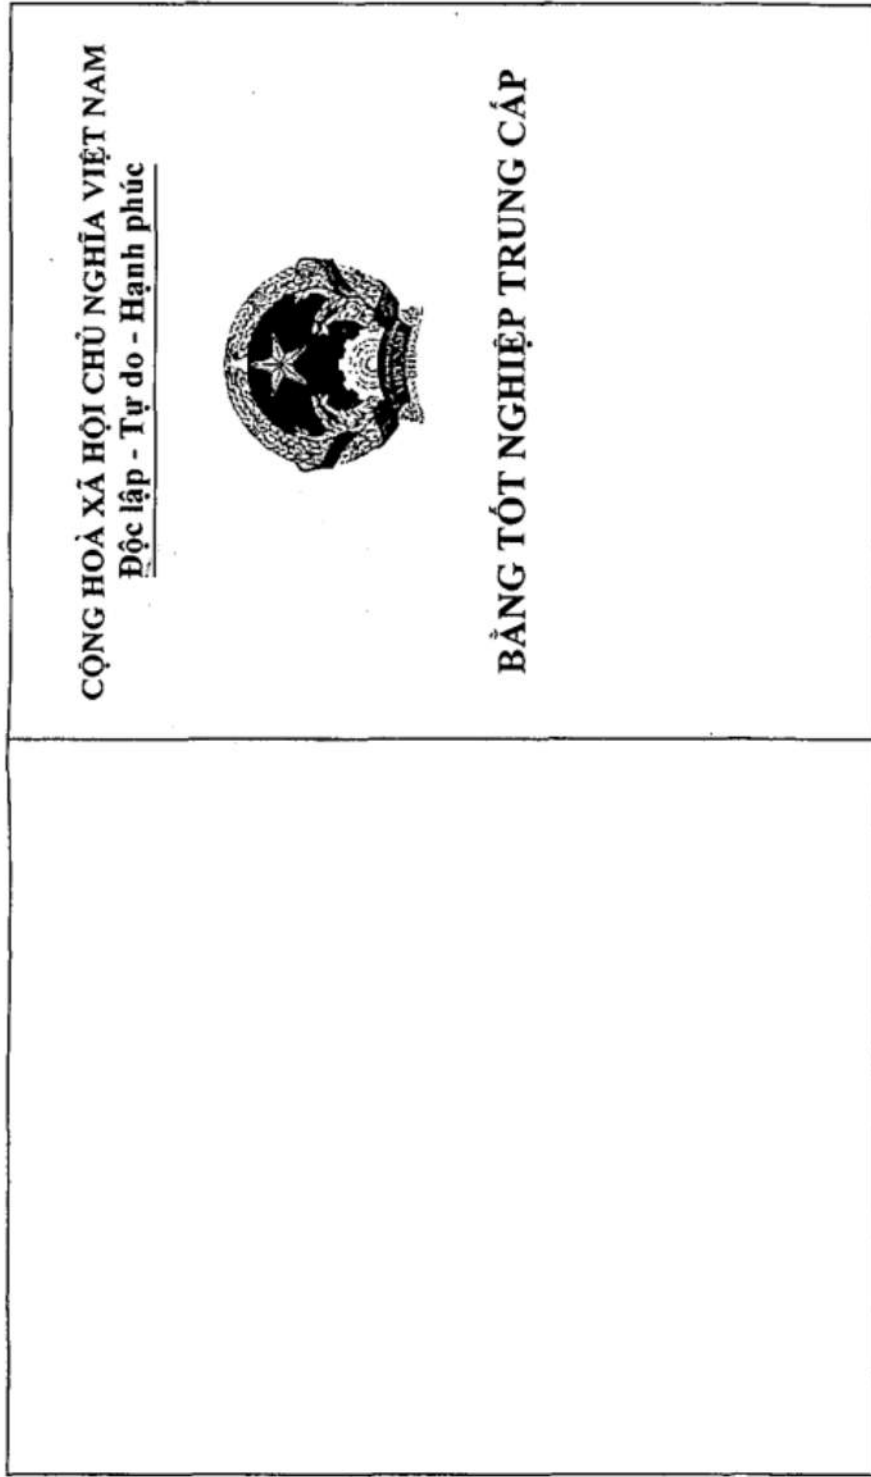 CỘNG HOÀ XÃ HỘI CHỦ NGHĨA VIỆT NAM
Độc lập - Tự do - Hạnh phúc
BẰNG TỐT NGHIỆP TRUNG CẤP